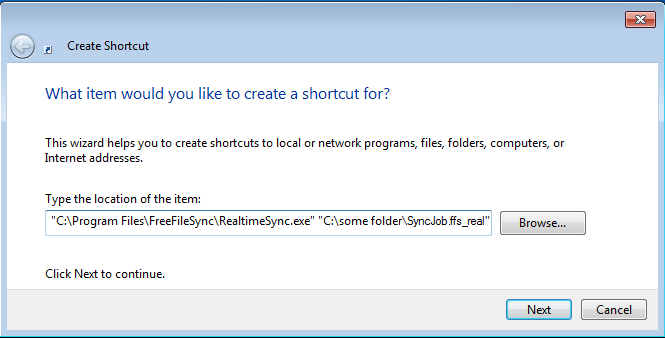 Create Shortcut
What item would you like to create a shortcut for?
This wizard helps you to create shortcuts to local or network programs, files, folders, computers, or
Internet addresses.
Type the location of the item:
"C:\Program Files\FreeFileSync\RealtimeSync.exe" "C:\some folder\SyncJob.ffs_real"
Browse...
Click Next to continue.
Next
Cancel